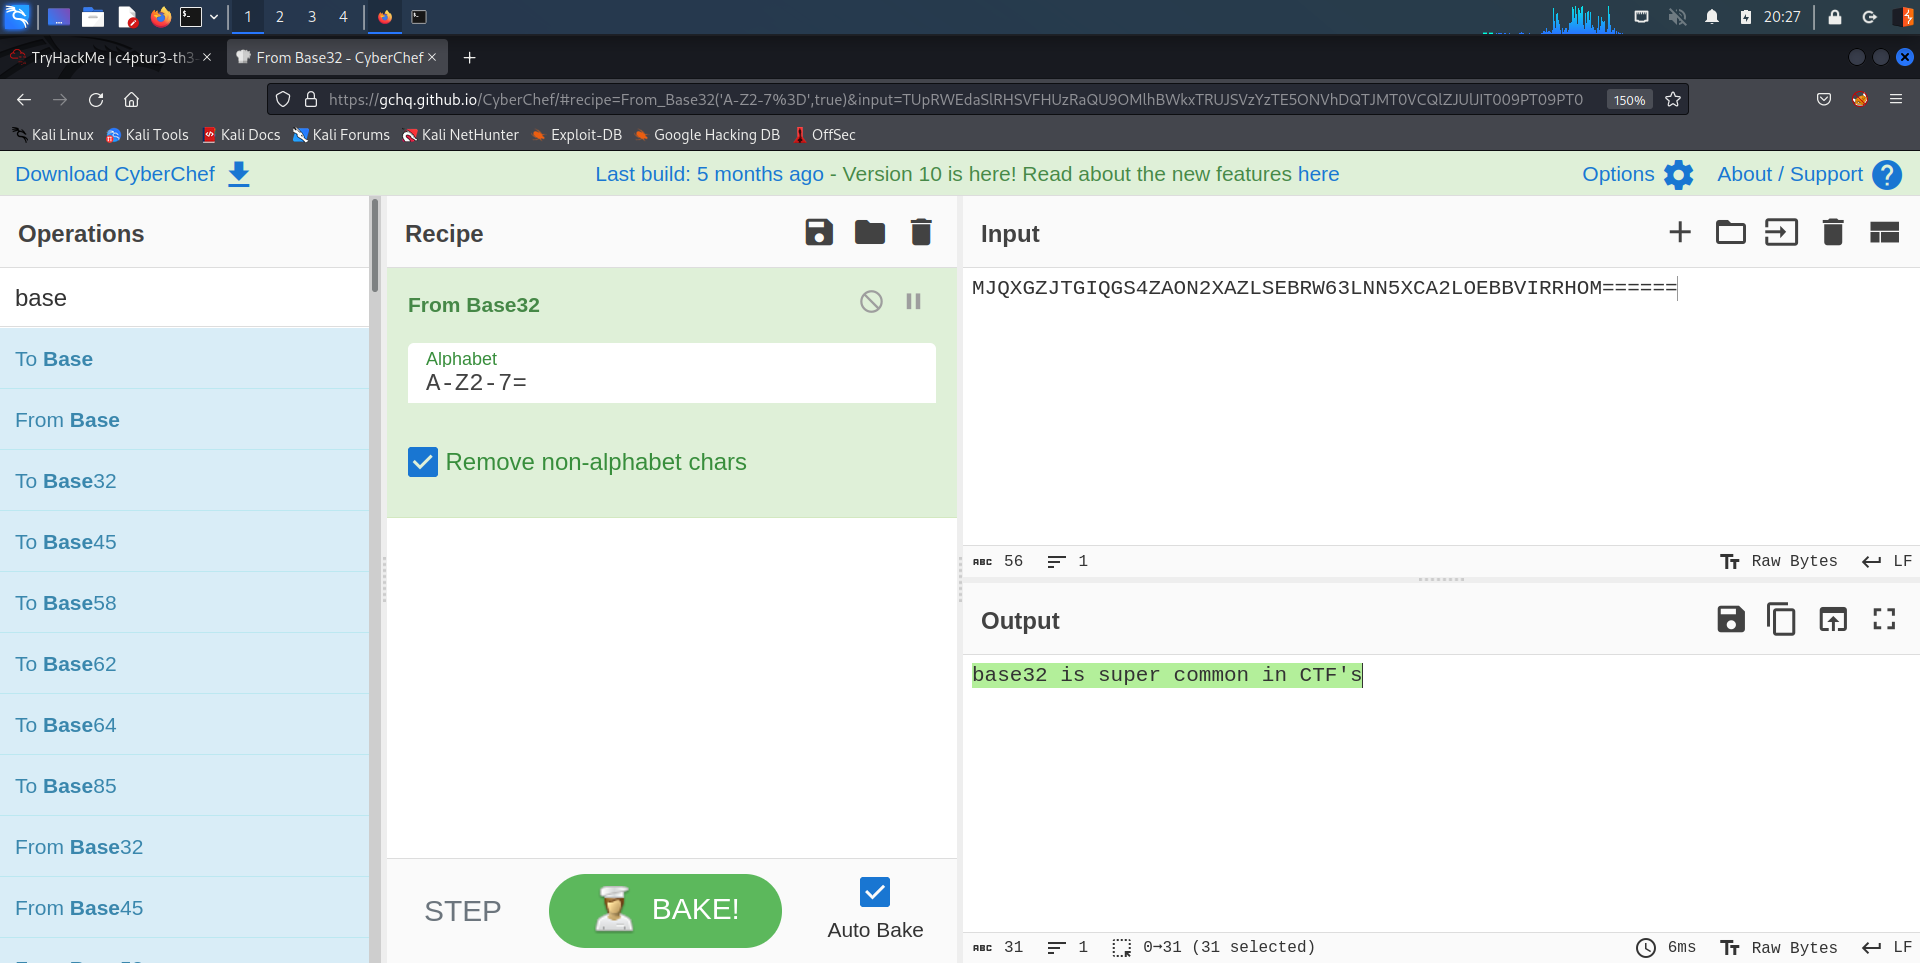 1 2 3 4 20:27
TryHackMe | c4ptur3-th3- From Base32 - CyberChef
https://gchq.github.io/CyberChef/#recipe=From_Base32('A-Z2-7%3D',true)&input=TUpRWEdaSlRHSVFHUzRaQU9OMlhBWkxTRUJSVzYzTE5ONVhDQTJMT0VCQlZJUlJIT009PT09PT0 150%
Kali Linux Kali Tools Kali Docs Kali Forums Kali NetHunter Exploit-DB Google Hacking DB OffSec
Download CyberChef Last build: 5 months ago - Version 10 is here! Read about the new features here Options About / Support
Operations
base
To Base
From Base
To Base32
To Base45
To Base58
To Base62
To Base64
To Base85
From Base32
From Base45
Recipe
From Base32
Alphabet
A-Z2-7=
Remove non-alphabet chars
STEP
BAKE!
Auto Bake
Input
MJQXGZJTGIQGS4ZAON2XAZLSEBRW63LNN5XCA2LOEBBVIRRHOM======
ABC 56 1 Raw Bytes LF
Output
base32 is super common in CTF's
ABC 31 1 0→31 (31 selected) 6ms Raw Bytes LF